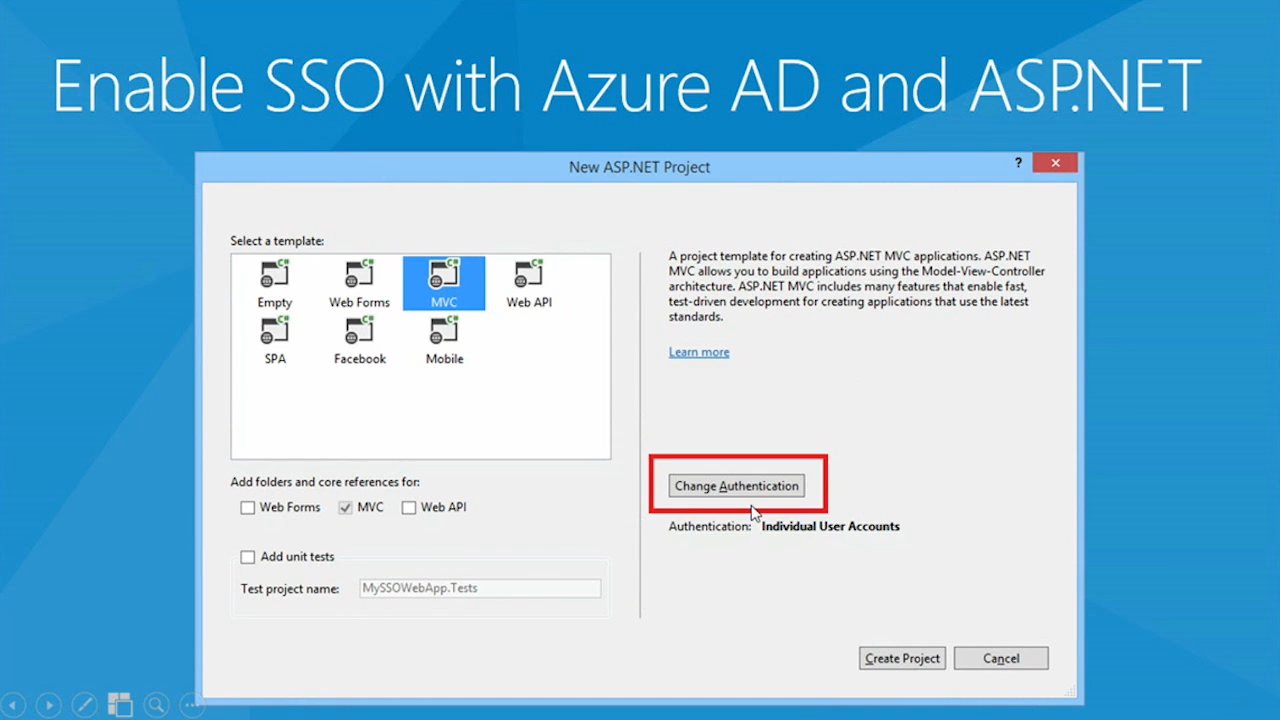 Enable SSO with Azure AD and ASP.NET
New ASP.NET Project
?
Select a template:
Empty
Web Forms
MVC
Web API
SPA
Facebook
Mobile
A project template for creating ASP.NET MVC applications. ASP.NET
MVC allows you to build applications using the Model-View-Controller
architecture. ASP.NET MVC includes many features that enable fast,
test-driven development for creating applications that use the latest
standards.
Learn more
Add folders and core references for:
Web Forms
MVC
Web API
Add unit tests
Test project name:
MySSOWebApp.Tests
Change Authentication
Authentication: Individual User Accounts
Create Project
Cancel